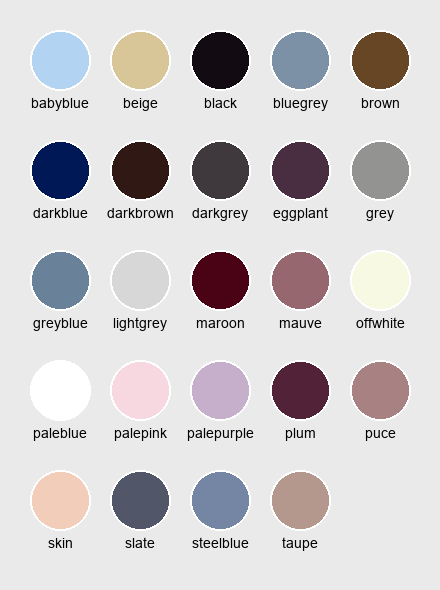 babyblue beige black bluegrey brown
darkblue darkbrown darkgrey eggplant grey
greyblue lightgrey maroon mauve offwhite
paleblue palepink palepurple plum puce
skin slate steelblue taupe